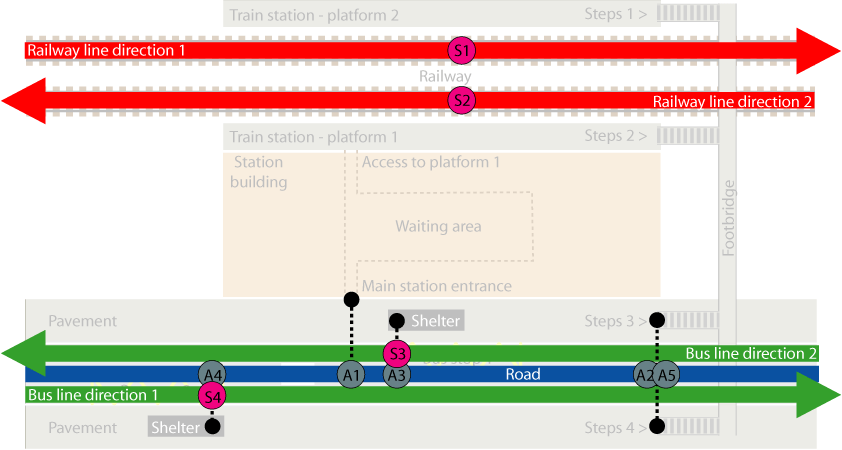 Train station - platform 2
Steps 1 >
Railway line direction 1
S1
Railway
S2
Railway line direction 2
Train station - platform 1
Steps 2 >
Station
building
Access to platform 1
Waiting area
Footbridge
Main station entrance
Pavement
Shelter
Steps 3 >
S3
Bus line direction 2
A4
A1
A3
Road
A2
A5
Bus line direction 1
S4
Pavement
Shelter
Steps 4 >